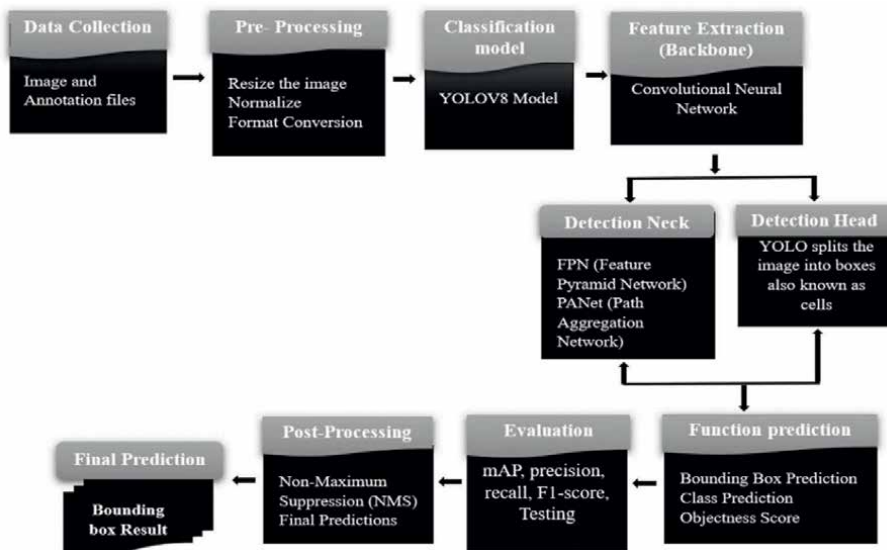 Data Collection
Image and
Annotation files
Pre- Processing
Resize the image
Normalize
Format Conversion
Classification
model
YOLOV8 Model
Feature Extraction
(Backbone)
Convolutional Neural
Network
Detection Neck
FPN (Feature
Pyramid Network)
PANet (Path
Aggregation
Network)
Detection Head
YOLO splits the
image into boxes
also known as
cells
Function prediction
Bounding Box Prediction
Class Prediction
Objectness Score
Evaluation
mAP, precision,
recall, F1-score,
Testing
Post-Processing
Non-Maximum
Suppression (NMS)
Final Predictions
Final Prediction
Bounding
box Result